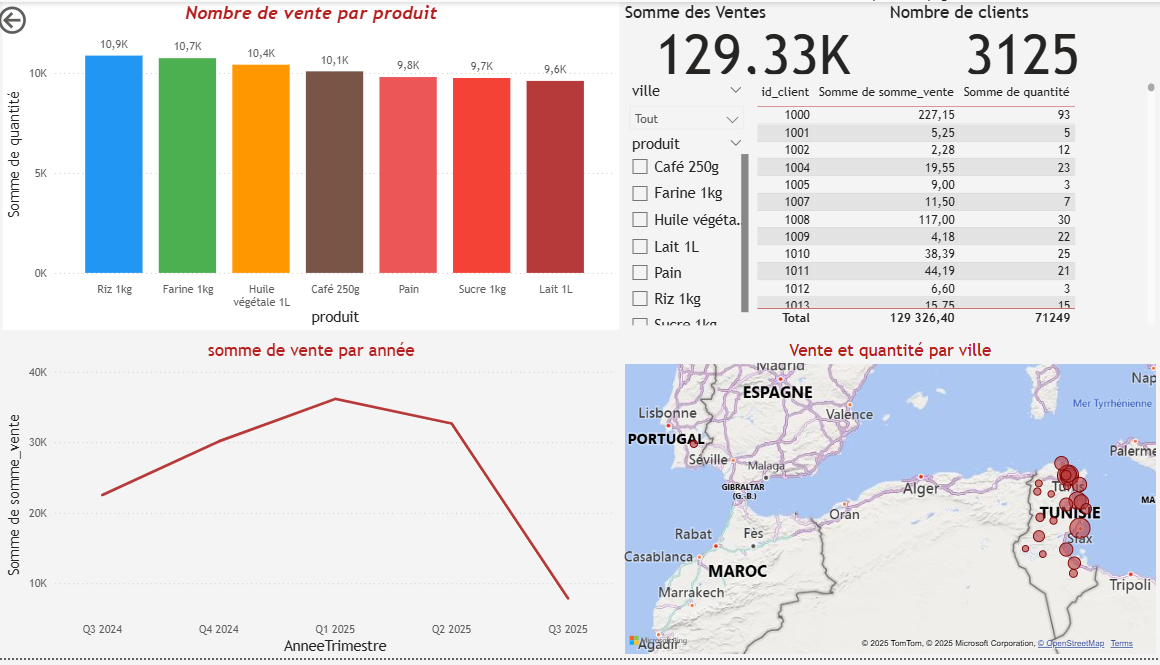 Nombre de vente par produit
Somme de quantité
10K
5K
0K
10,9K
10,7K
10,4K
10,1K
9,8K
9,7K
9,6K
Riz 1kg
Farine 1kg
Huile
végétale 1L
Café 250g
Pain
Sucre 1kg
Lait 1L
produit
Somme des Ventes
129,33K
Nombre de clients
3125
ville
Tout
produit
Café 250g
Farine 1kg
Huile végéta...
Lait 1L
Pain
Riz 1kg
Sucre 1kg
id_client Somme de somme_vente Somme de quantité
1000 227,15 93
1001 5,25 5
1002 2,28 12
1004 19,55 23
1005 9,00 3
1007 11,50 7
1008 117,00 30
1009 4,18 22
1010 38,39 25
1011 44,19 21
1012 6,60 3
1013 15,75 15
Total 129 326,40 71249
somme de vente par année
Somme de somme_vente
40K
30K
20K
10K
Q3 2024
Q4 2024
Q1 2025
Q2 2025
Q3 2025
AnneeTrimestre
Vente et quantité par ville
Madrid
ESPAGNE
Lisbonne
Valence
PORTUGAL
Séville
Malaga
GIBRALTAR
(G.-B.)
Alger
Oran
Rabat
Fès
Casablanca
MAROC
Marrakech
Agadir
Nap
Mer Tyrrhénienne
Palerme
MA
Tunis
TUNISIE
Sfax
Tripoli
Microsoft Bing
© 2025 TomTom, © 2025 Microsoft Corporation, © OpenStreetMap Terms